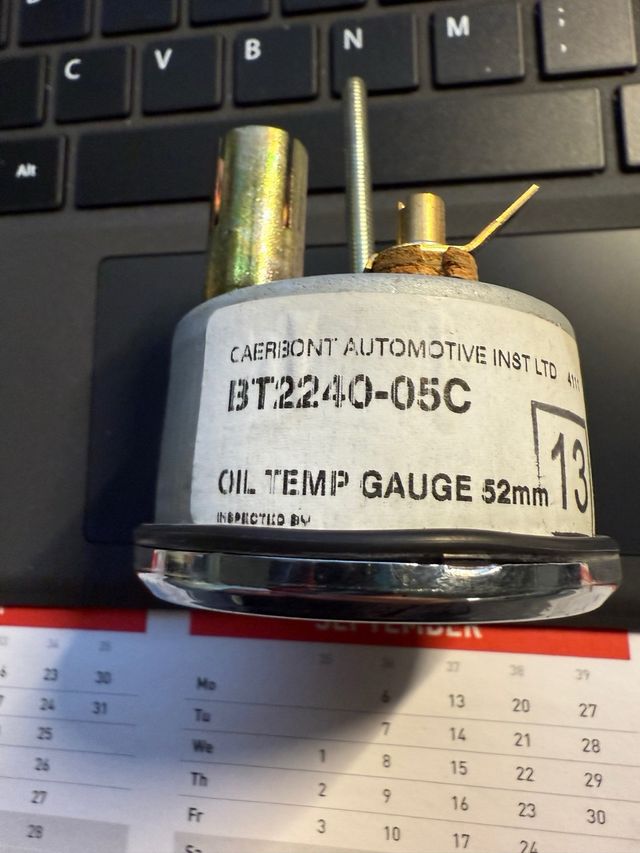 C V B N M ;
Alt
CAERBONT AUTOMOTIVE INST LTD
BT2240-05C
13
OIL TEMP GAUGE 52mm
INSPECTED BY
SEPTEMBER
35 36 37 38 39
23 30 Mo 6 13 20 27
24 31 Tu 7 14 21 28
25 We 1 8 15 22 29
26 Th 2 9 16 23 30
27 Fr 3 10 17 24
28